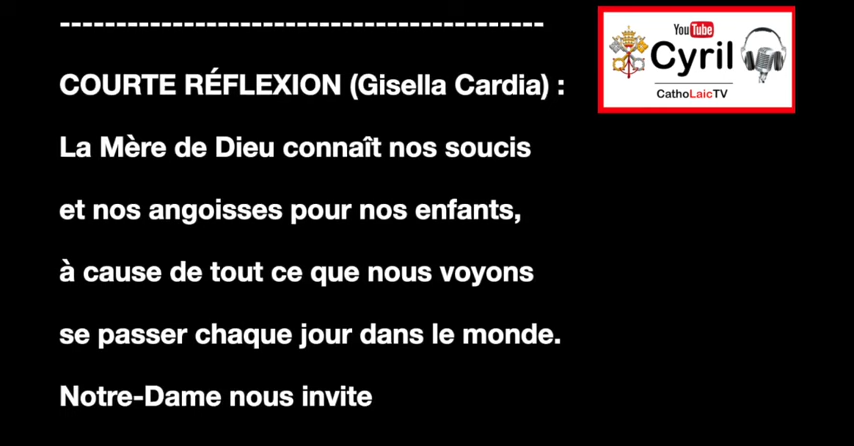 -------------------------------------------
YouTube
Cyril
CathoLaicTV
COURTE RÉFLEXION (Gisella Cardia) :
La Mère de Dieu connaît nos soucis
et nos angoisses pour nos enfants,
à cause de tout ce que nous voyons
se passer chaque jour dans le monde.
Notre-Dame nous invite